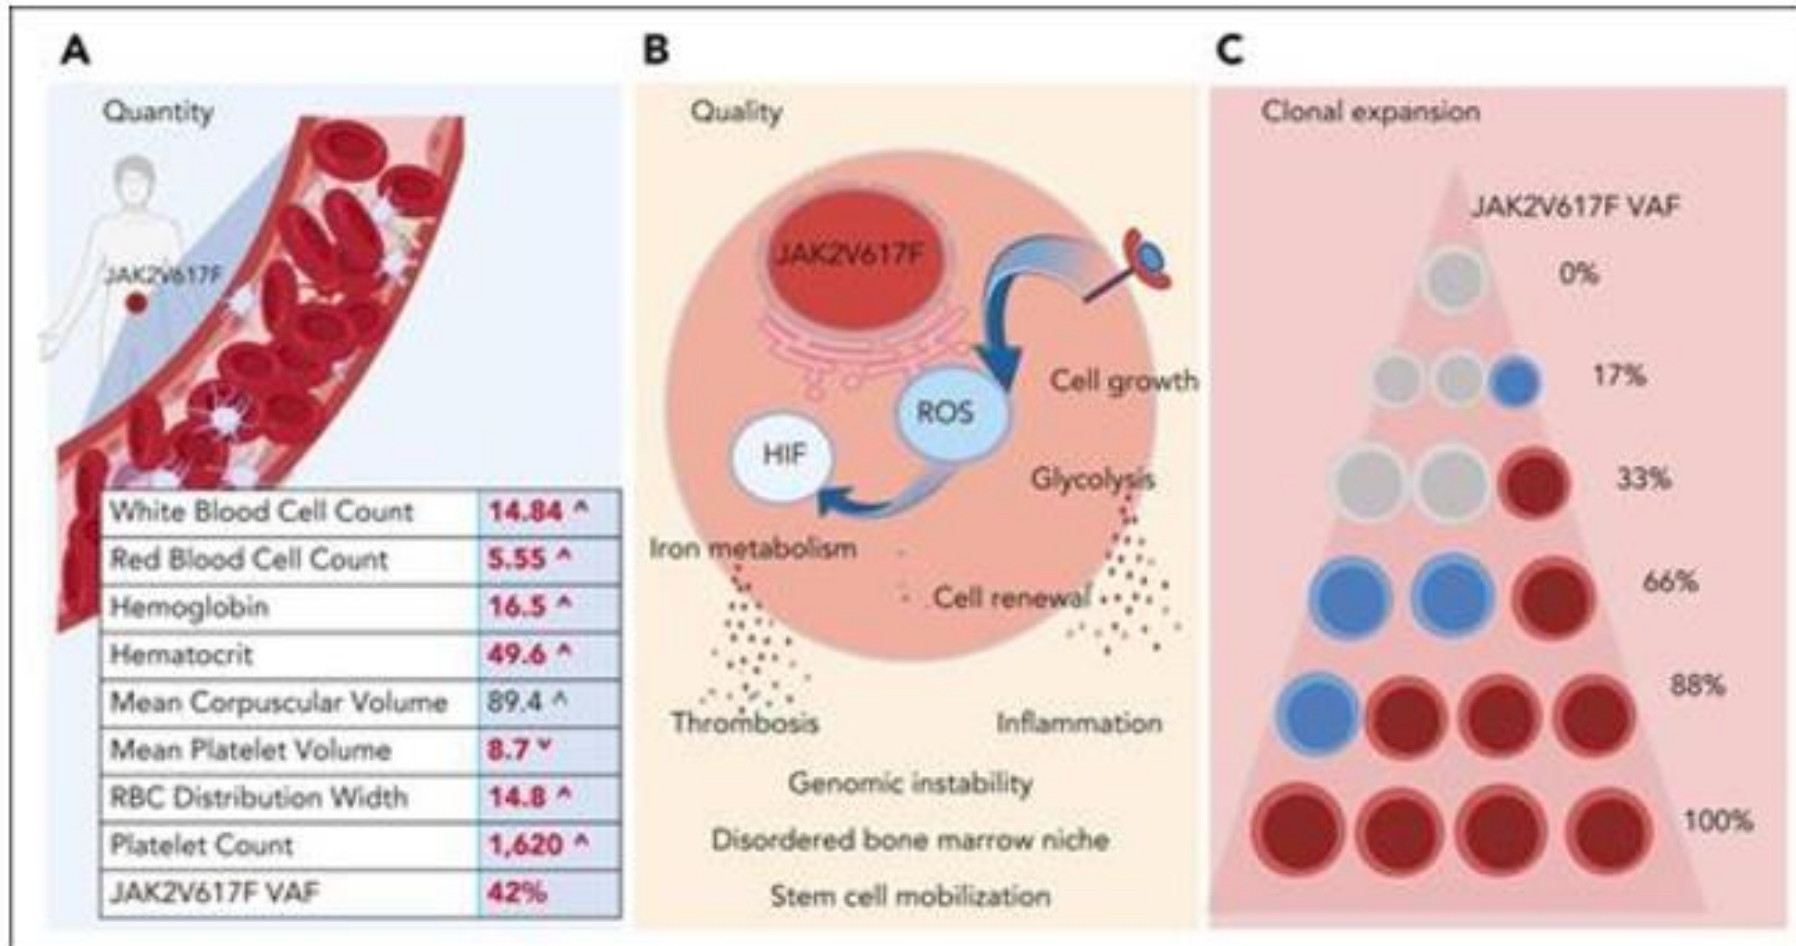 A
Quantity
JAK2V617F
White Blood Cell Count 14.84 ^
Red Blood Cell Count 5.55 ^
Hemoglobin 16.5 ^
Hematocrit 49.6 ^
Mean Corpuscular Volume 89.4 ^
Mean Platelet Volume 8.7 ˅
RBC Distribution Width 14.8 ^
Platelet Count 1,620 ^
JAK2V617F VAF 42%
B
Quality
JAK2V617F
Cell growth
ROS
HIF
Glycolysis
Iron metabolism
Cell renewal
Thrombosis
Inflammation
Genomic instability
Disordered bone marrow niche
Stem cell mobilization
C
Clonal expansion
JAK2V617F VAF
0%
17%
33%
66%
88%
100%